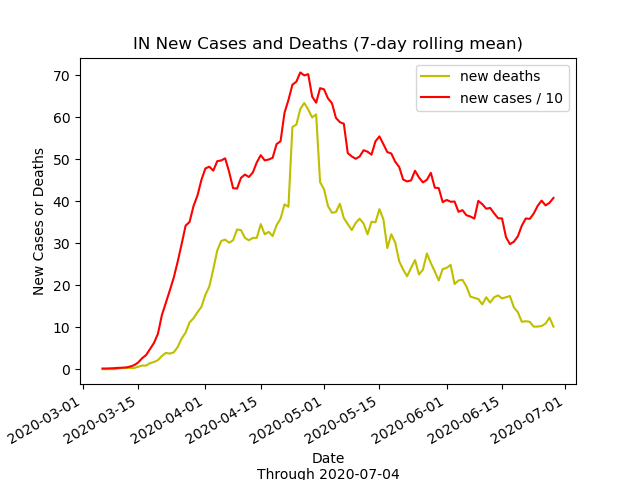 IN New Cases and Deaths (7-day rolling mean)
new deaths
new cases / 10
70
60
50
40
30
20
10
0
New Cases or Deaths
2020-03-01
2020-03-15
2020-04-01
2020-04-15
2020-05-01
2020-05-15
2020-06-01
2020-06-15
2020-07-01
Date
Through 2020-07-04